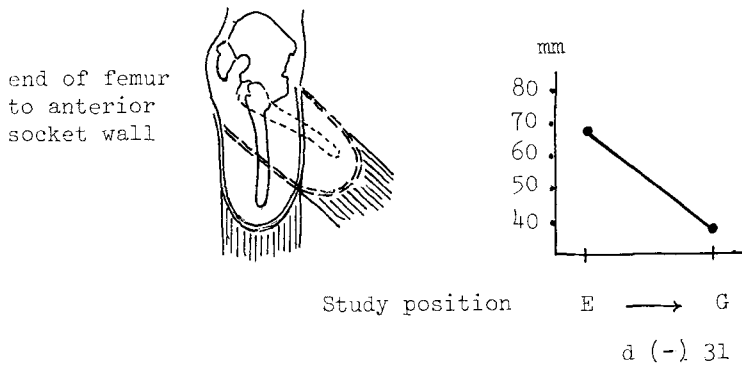 end of femur
to anterior
socket wall
mm
80
70
60
50
40
Study position E → G
d (-) 31